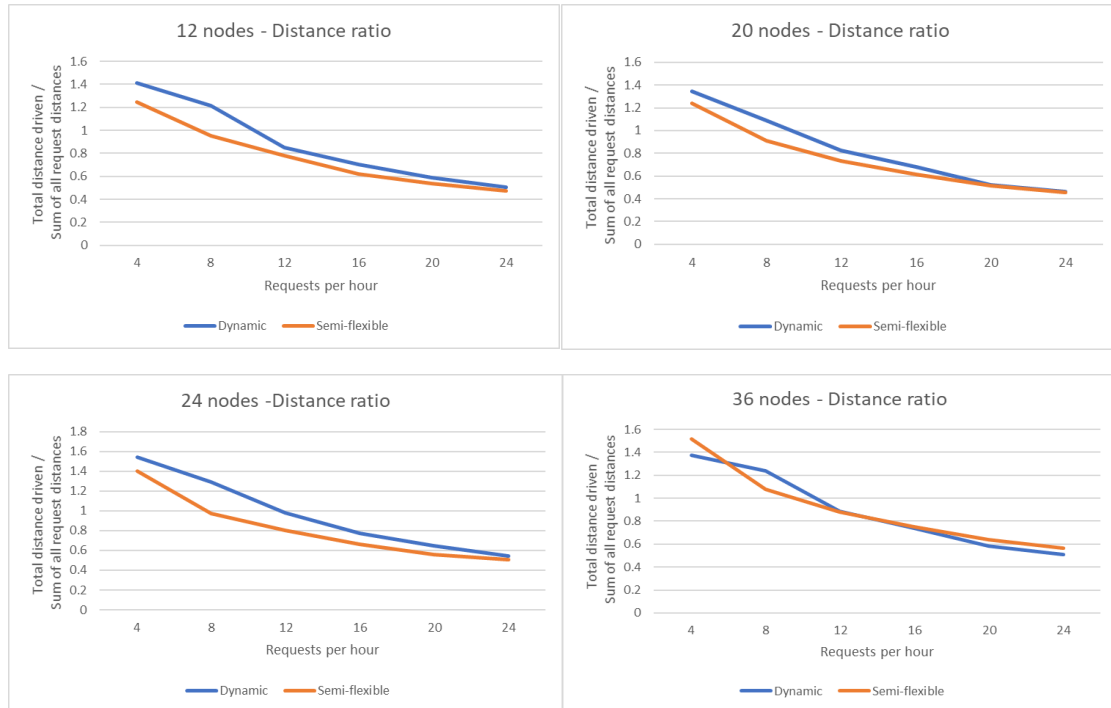 12 nodes - Distance ratio
Total distance driven /
Sum of all request distances
1.6
1.4
1.2
1
0.8
0.6
0.4
0.2
0
4 8 12 16 20 24
Requests per hour
Dynamic Semi-flexible
20 nodes - Distance ratio
Total distance driven /
Sum of all request distances
1.6
1.4
1.2
1
0.8
0.6
0.4
0.2
0
4 8 12 16 20 24
Requests per hour
Dynamic Semi-flexible
24 nodes -Distance ratio
Total distance driven /
Sum of all request distances
1.8
1.6
1.4
1.2
1
0.8
0.6
0.4
0.2
0
4 8 12 16 20 24
Requests per hour
Dynamic Semi-flexible
36 nodes - Distance ratio
Total distance driven /
Sum of all request distances
1.6
1.4
1.2
1
0.8
0.6
0.4
0.2
0
4 8 12 16 20 24
Requests per hour
Dynamic Semi-flexible